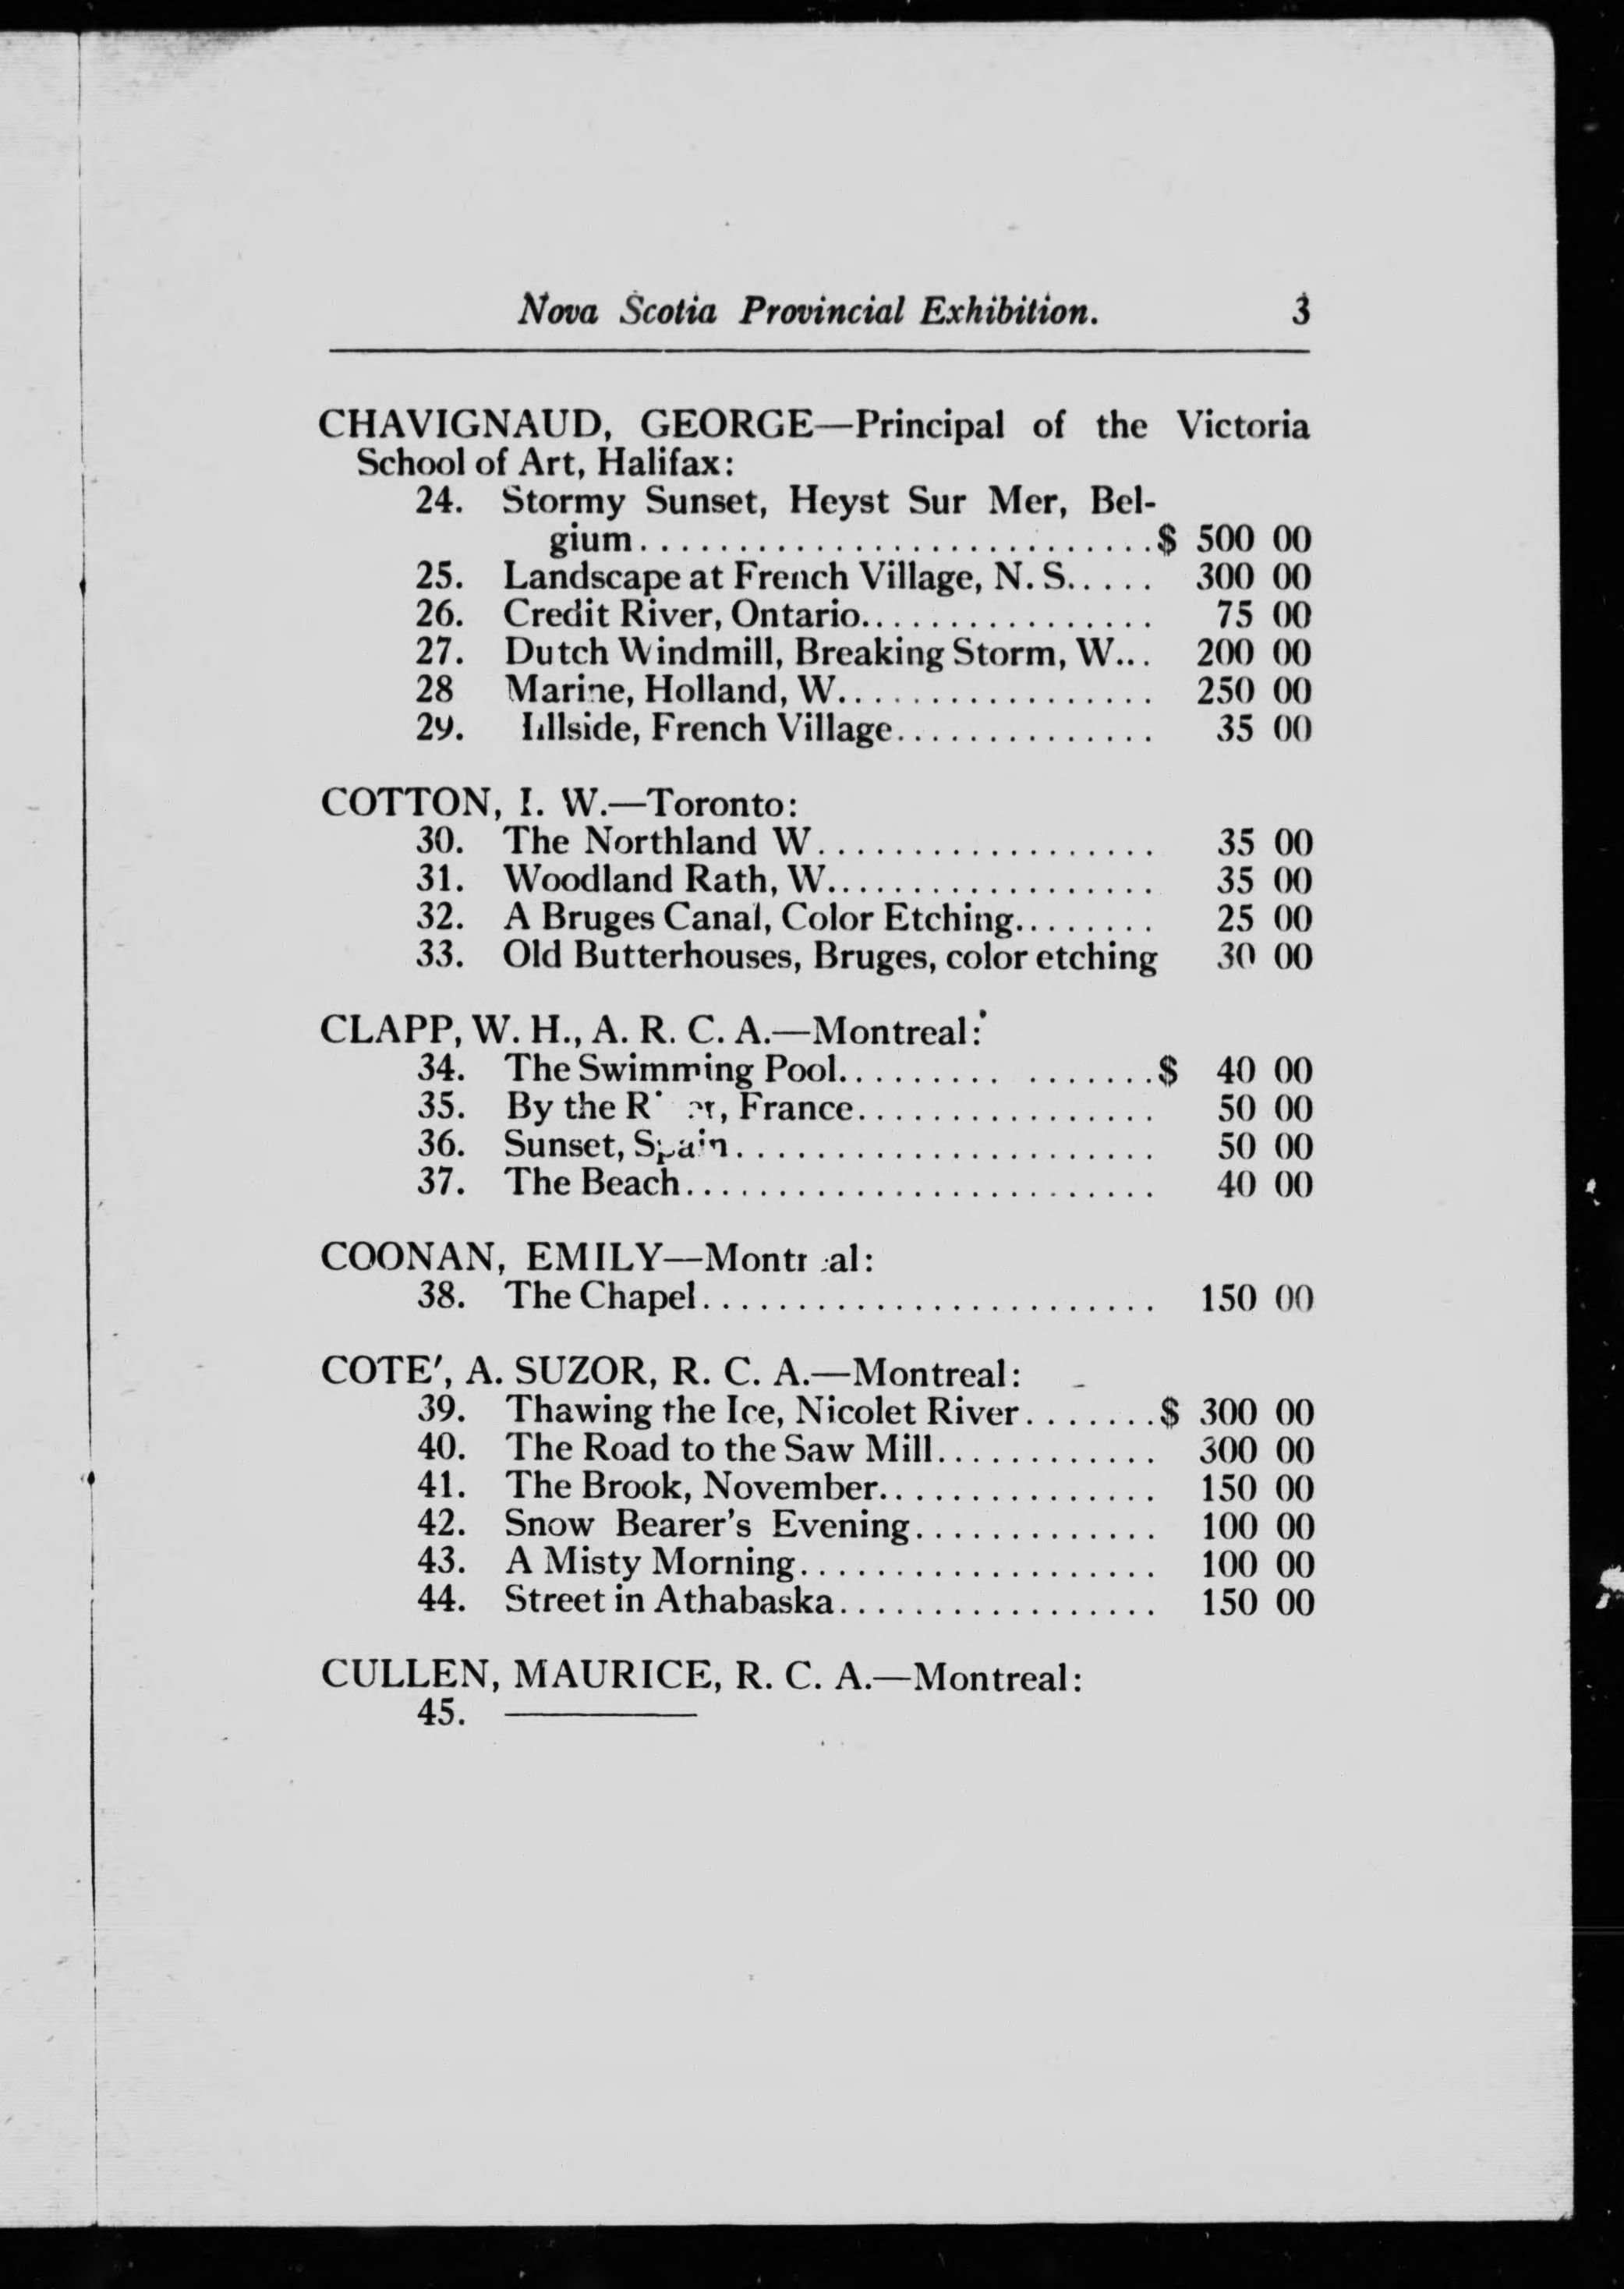 Nova Scotia Provincial Exhibition. 3
CHAVIGNAUD, GEORGE—Principal of the Victoria
School of Art, Halifax:
24. Stormy Sunset, Heyst Sur Mer, Bel-
gium...........................$ 500 00
25. Landscape at French Village, N. S..... 300 00
26. Credit River, Ontario................ 75 00
27. Dutch Windmill, Breaking Storm, W... 200 00
28 Marine, Holland, W................. 250 00
29. Hillside, French Village.............. 35 00
COTTON, I. W.—Toronto:
30. The Northland W.................. 35 00
31. Woodland Rath, W.................. 35 00
32. A Bruges Canal, Color Etching........ 25 00
33. Old Butterhouses, Bruges, color etching 30 00
CLAPP, W. H., A. R. C. A.—Montreal:
34. The Swimming Pool......... .......$ 40 00
35. By the River, France................ 50 00
36. Sunset, Spain...................... 50 00
37. The Beach......................... 40 00
COONAN, EMILY—Montreal:
38. The Chapel........................ 150 00
COTE', A. SUZOR, R. C. A.—Montreal:
39. Thawing the Ice, Nicolet River.......$ 300 00
40. The Road to the Saw Mill............ 300 00
41. The Brook, November............... 150 00
42. Snow Bearer's Evening............. 100 00
43. A Misty Morning................... 100 00
44. Street in Athabaska................. 150 00
CULLEN, MAURICE, R. C. A.—Montreal:
45. ————